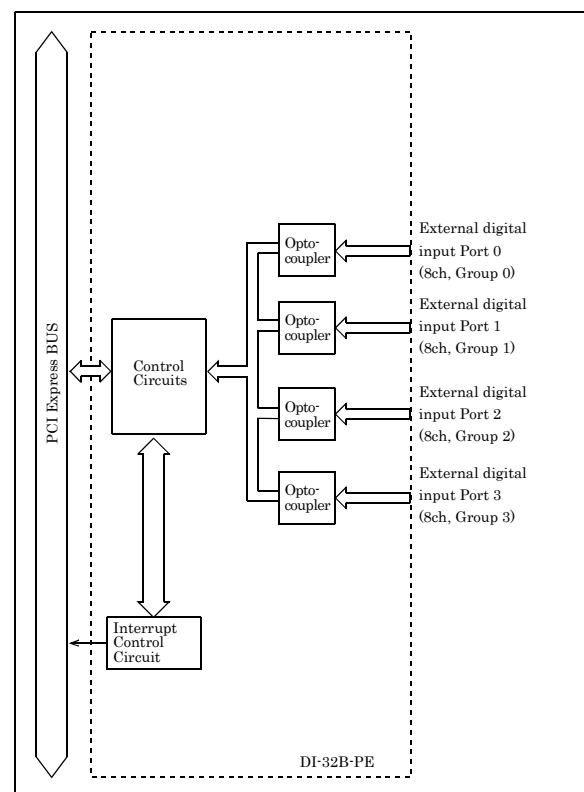 External digital
input Port 0
(8ch, Group 0)
Opto-
coupler
External digital
input Port 1
(8ch, Group 1)
Opto-
coupler
PCI Express BUS
Control
Circuits
External digital
input Port 2
(8ch, Group 2)
Opto-
coupler
External digital
input Port 3
(8ch, Group 3)
Opto-
coupler
Interrupt
Control
Circuit
DI-32B-PE